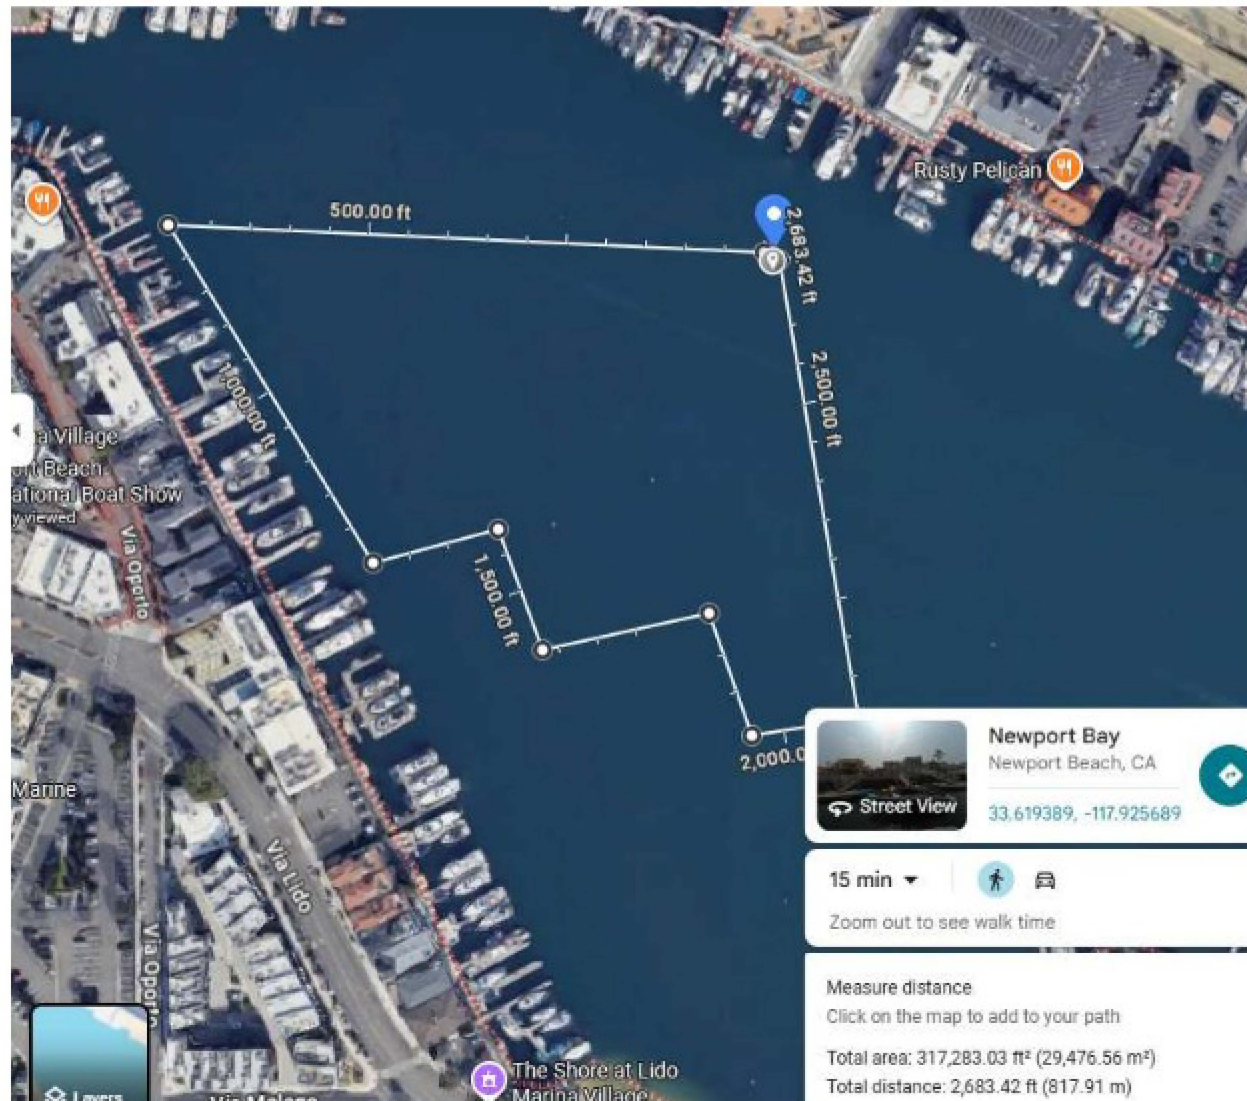 500.00 ft
2,683.42 ft
Rusty Pelican
2,500.00 ft
1,000.00 ft
a Village
ort Beach
ational Boat Show
y viewed
Via Oporto
1,500.00 ft
2,000.0
Marine
Via Lido
Via Oporto
Newport Bay
Newport Beach, CA
33.619389, -117.925689
Street View
15 min
Zoom out to see walk time
Measure distance
Click on the map to add to your path
Total area: 317,283.03 ft² (29,476.56 m²)
Total distance: 2,683.42 ft (817.91 m)
The Shore at Lido
Marina Village
Layers
Via Malaga